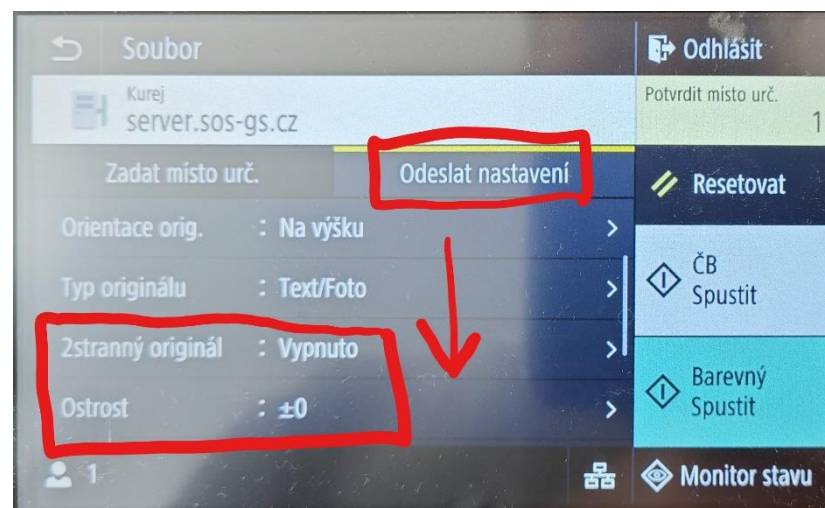 Soubor
Odhlásit
Kurej
server.sos-gs.cz
Potvrdit místo urč.
1
Zadat místo urč.
Odeslat nastavení
Resetovat
Orientace orig. : Na výšku
Typ originálu : Text/Foto
ČB
Spustit
2stranný originál : Vypnuto
Ostrost : ±0
Barevný
Spustit
1
Monitor stavu